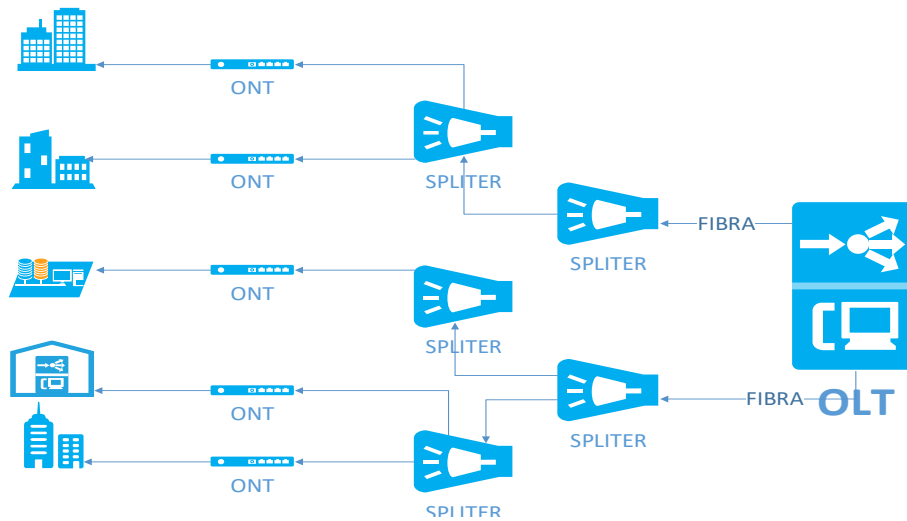 ONT
ONT
SPLITER
FIBRA
SPLITER
ONT
SPLITER
FIBRA
OLT
ONT
SPLITER
ONT
SPLITER